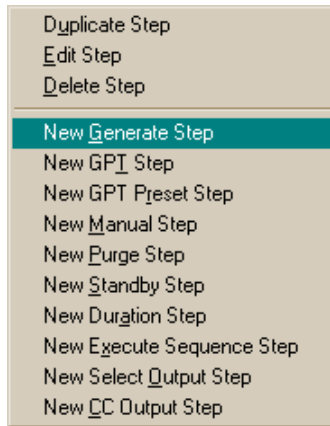 Duplicate Step
Edit Step
Delete Step
New Generate Step
New GPT Step
New GPT Preset Step
New Manual Step
New Purge Step
New Standby Step
New Duration Step
New Execute Sequence Step
New Select Output Step
New CC Output Step